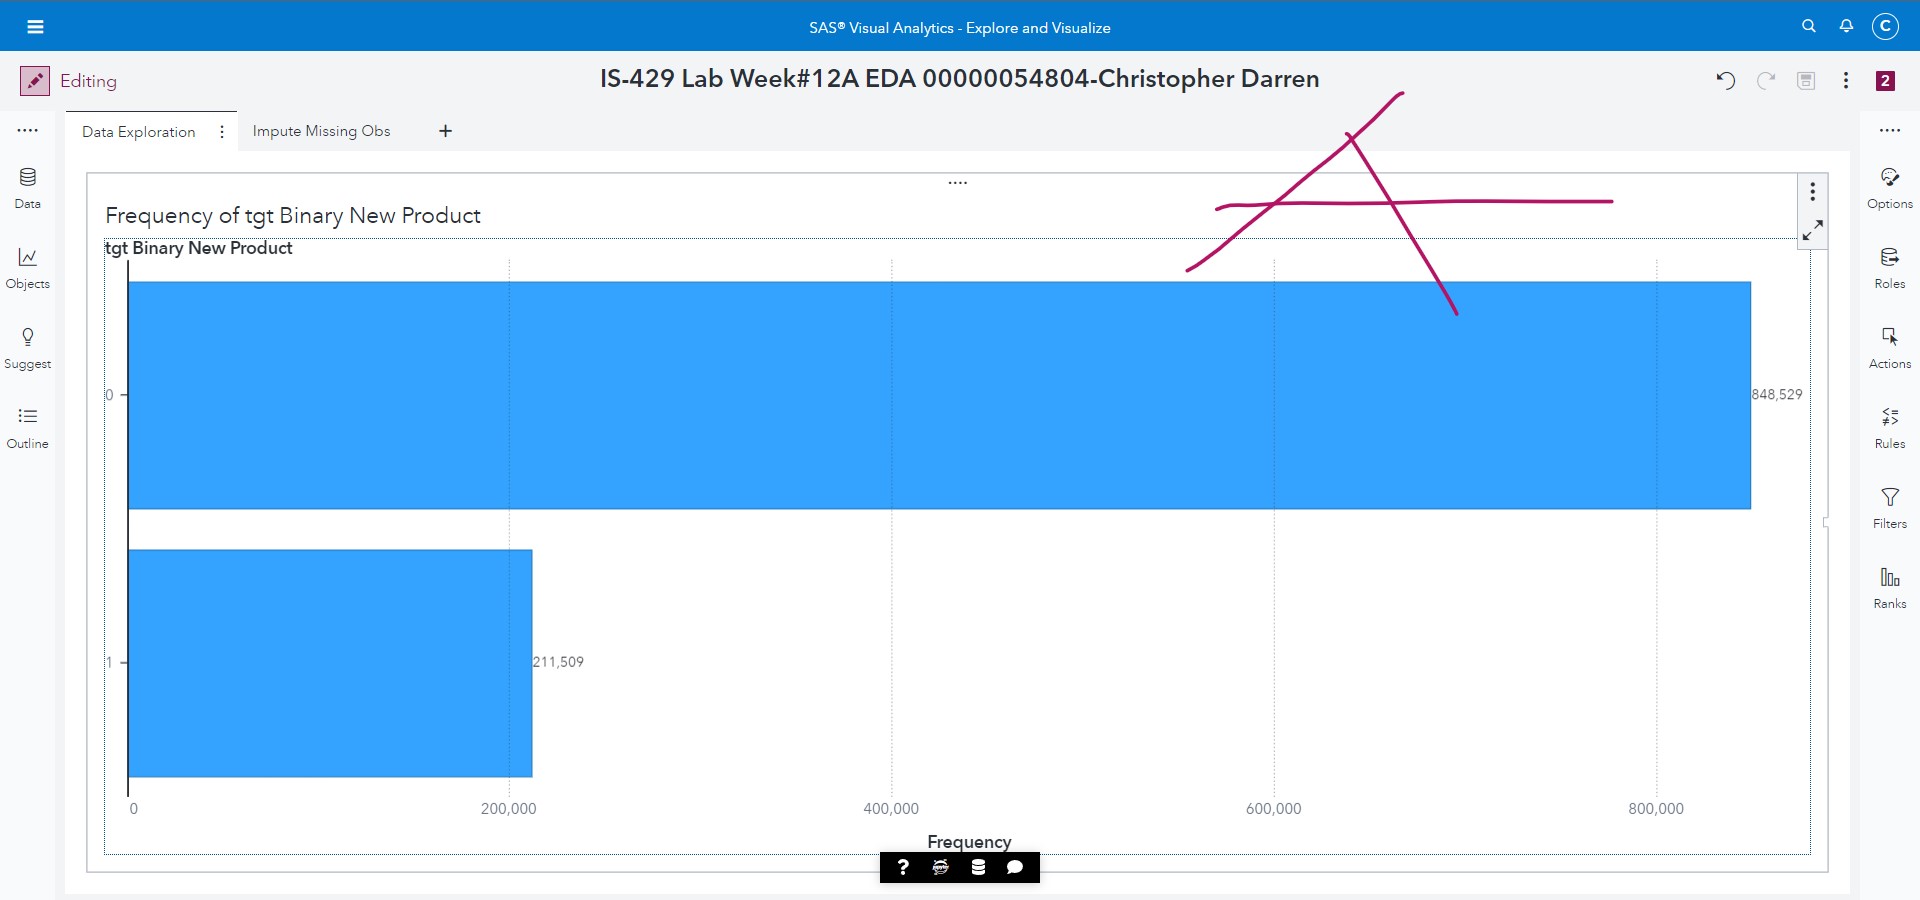 SAS® Visual Analytics - Explore and Visualize
C
Editing
IS-429 Lab Week#12A EDA 00000054804-Christopher Darren
2
Data Exploration
Impute Missing Obs
+
Data
Objects
Suggest
Outline
Frequency of tgt Binary New Product
tgt Binary New Product
0
848,529
1
211,509
0
200,000
400,000
600,000
800,000
Frequency
?
Options
Roles
Actions
Rules
Filters
Ranks